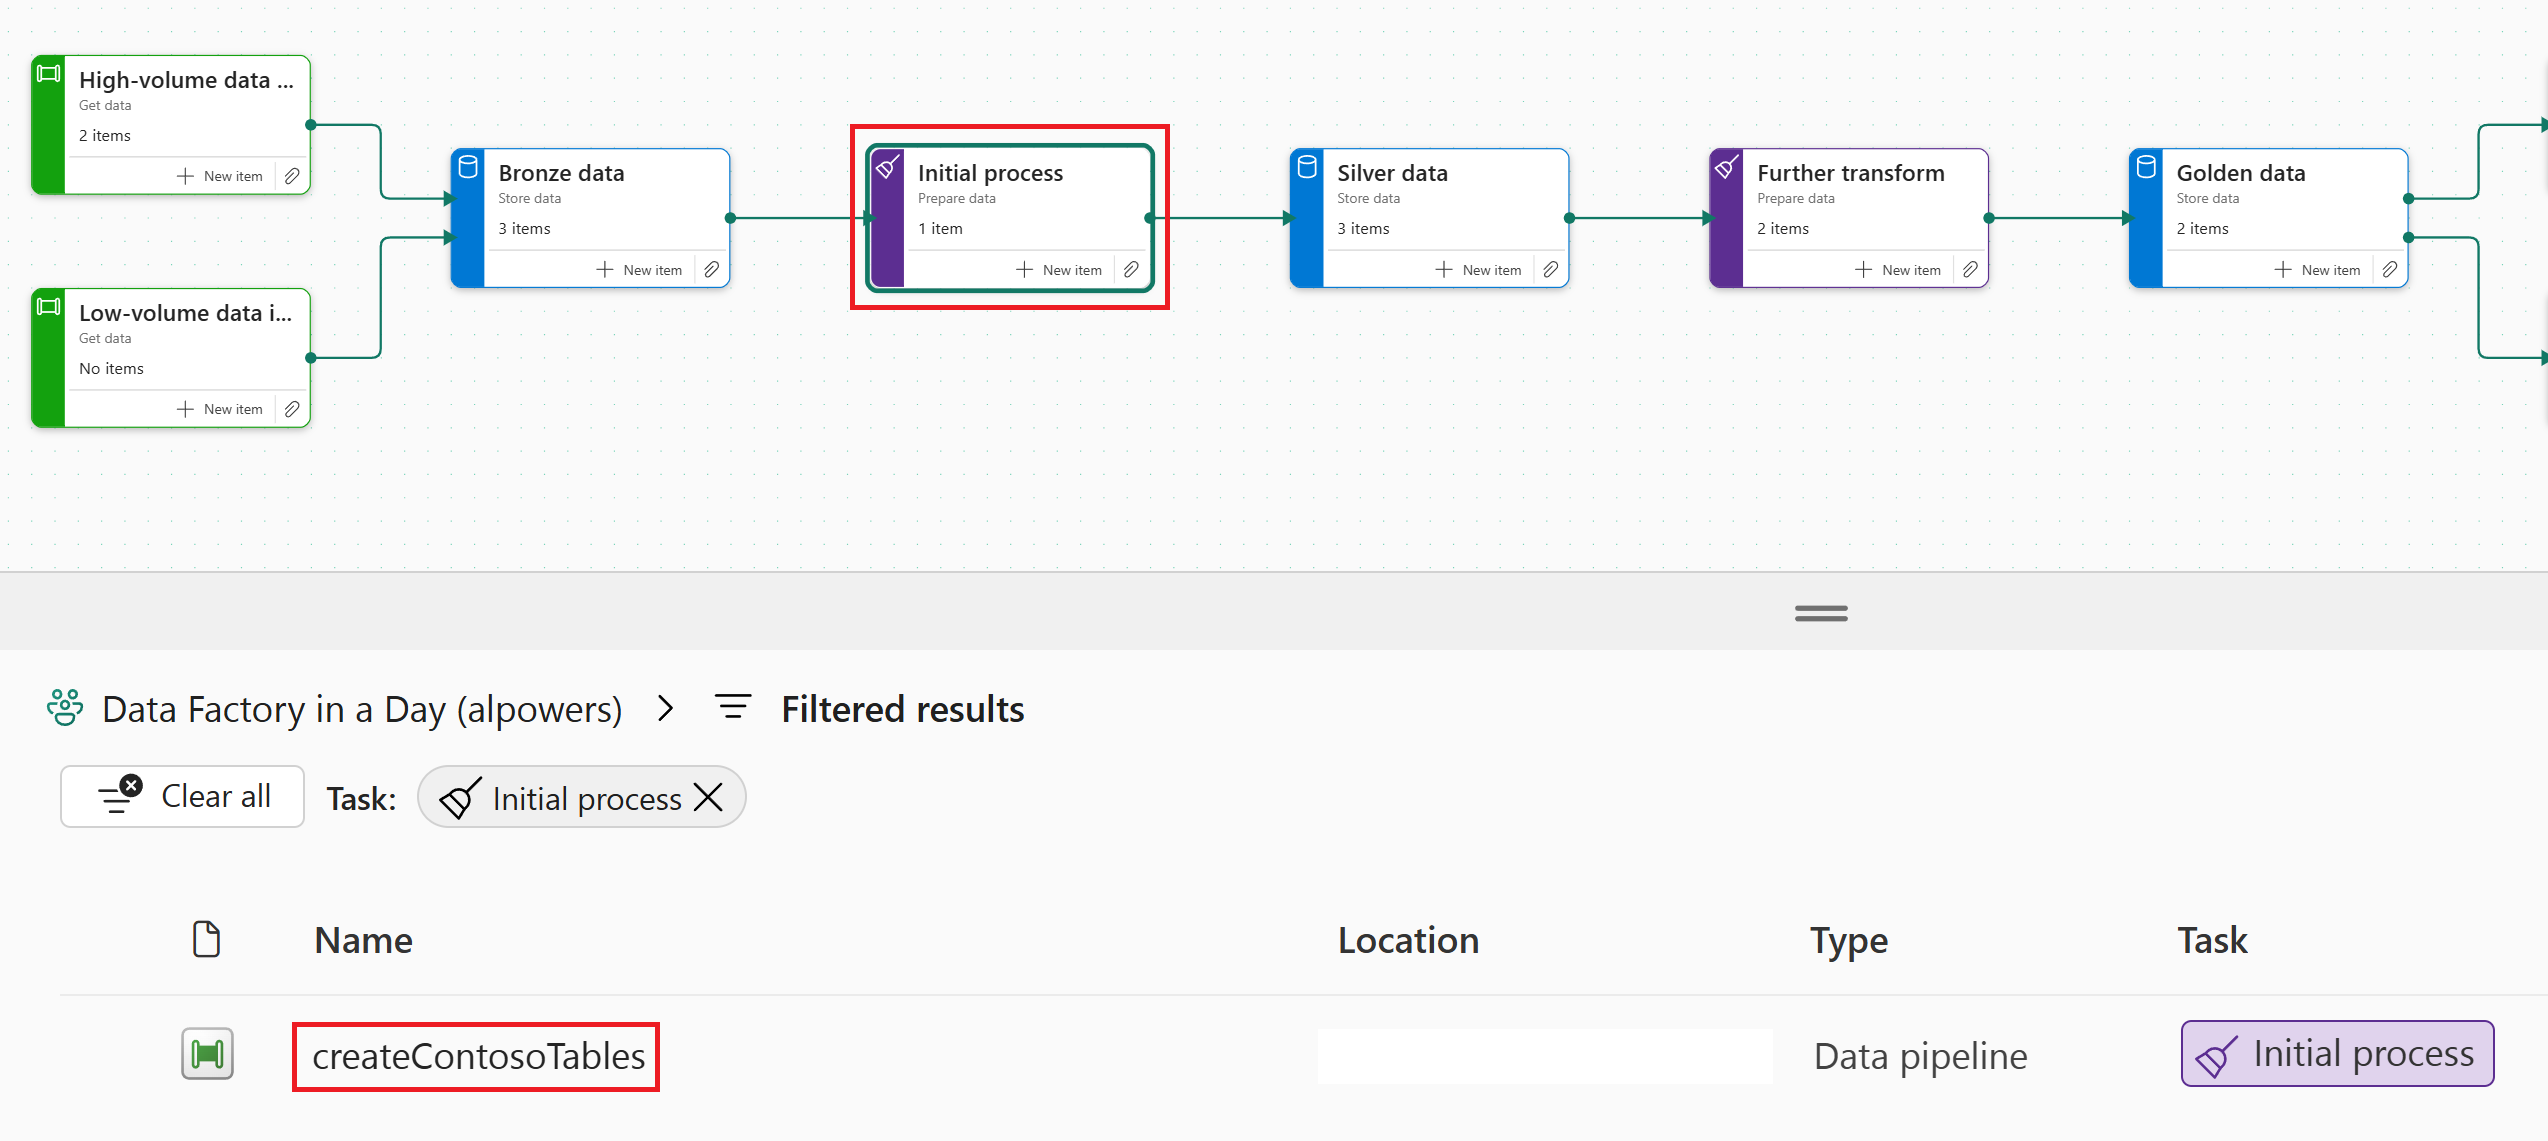 High-volume data ...
Get data
2 items
New item
Low-volume data i...
Get data
No items
New item
Bronze data
Store data
3 items
New item
Initial process
Prepare data
1 item
New item
Silver data
Store data
3 items
New item
Further transform
Prepare data
2 items
New item
Golden data
Store data
2 items
New item
Data Factory in a Day (alpowers) > Filtered results
Clear all Task: Initial process
Name Location Type Task
createContosoTables Data pipeline Initial process